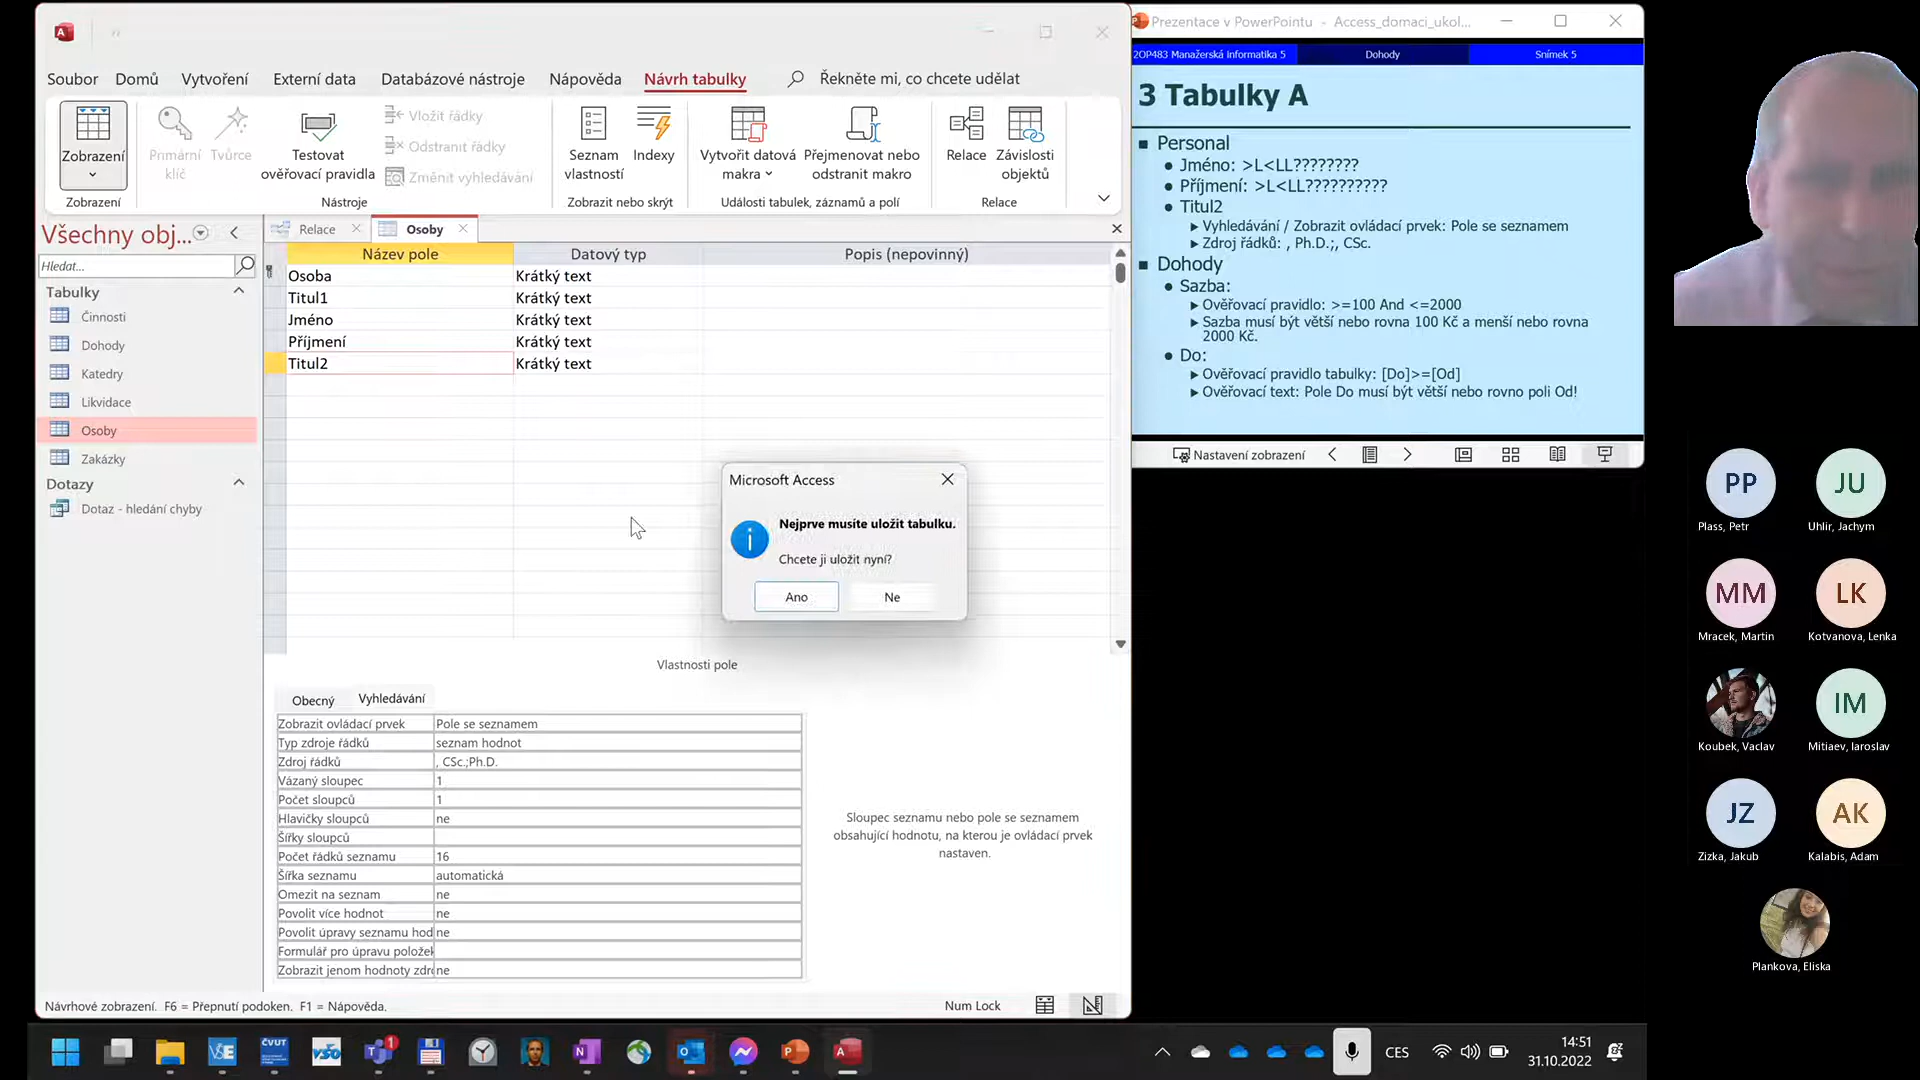 Soubor
Domů
Vytvoření
Externí data
Databázové nástroje
Nápověda
Návrh tabulky
Řekněte mi, co chcete udělat
Zobrazení
Zobrazení
Primární klíč
Tvůrce
Testovat ověřovací pravidla
Vložit řádky
Odstranit řádky
Změnit vyhledávání
Nástroje
Seznam vlastností
Indexy
Zobrazit nebo skrýt
Vytvořit datová makra
Přejmenovat nebo odstranit makro
Události tabulek, záznamů a polí
Relace
Závislosti objektů
Relace
Všechny obj...
Hledat...
Tabulky
Činnosti
Dohody
Katedry
Likvidace
Osoby
Zakázky
Dotazy
Dotaz - hledání chyby
Relace
Osoby
Název pole Datový typ Popis (nepovinný)
Osoba Krátký text
Titul1 Krátký text
Jméno Krátký text
Příjmení Krátký text
Titul2 Krátký text
Microsoft Access
Nejprve musíte uložit tabulku.
Chcete ji uložit nyní?
Ano Ne
Vlastnosti pole
Obecný Vyhledávání
Zobrazit ovládací prvek Pole se seznamem
Typ zdroje řádků seznam hodnot
Zdroj řádků , CSc.;Ph.D.
Vázaný sloupec 1
Počet sloupců 1
Hlavičky sloupců ne
Šířky sloupců
Počet řádků seznamu 16
Šířka seznamu automatická
Omezit na seznam ne
Povolit více hodnot ne
Povolit úpravy seznamu hod ne
Formulář pro úpravu položek
Zobrazit jenom hodnoty zdro ne
Sloupec seznamu nebo pole se seznamem
obsahující hodnotu, na kterou je ovládací prvek
nastaven.
Návrhové zobrazení. F6 = Přepnutí podoken. F1 = Nápověda.
Num Lock
Prezentace v PowerPointu - Access_domaci_ukol...
2OP483 Manažerská Informatika 5 Dohody Snímek 5
3 Tabulky A
Personal
Jméno: >L<LL????????
Příjmení: >L<LL??????????
Titul2
Vyhledávání / Zobrazit ovládací prvek: Pole se seznamem
Zdroj řádků: , Ph.D.;, CSc.
Dohody
Sazba:
Ověřovací pravidlo: >=100 And <=2000
Sazba musí být větší nebo rovna 100 Kč a menší nebo rovna
2000 Kč.
Do:
Ověřovací pravidlo tabulky: [Do]>=[Od]
Ověřovací text: Pole Do musí být větší nebo rovno poli Od!
Nastavení zobrazení
PP
Plass, Petr
JU
Uhlir, Jachym
MM
Mracek, Martin
LK
Kotvanova, Lenka
Koubek, Vaclav
IM
Mitiaev, Iaroslav
JZ
Zizka, Jakub
AK
Kalabis, Adam
Plankova, Eliska
CES
14:51
31.10.2022